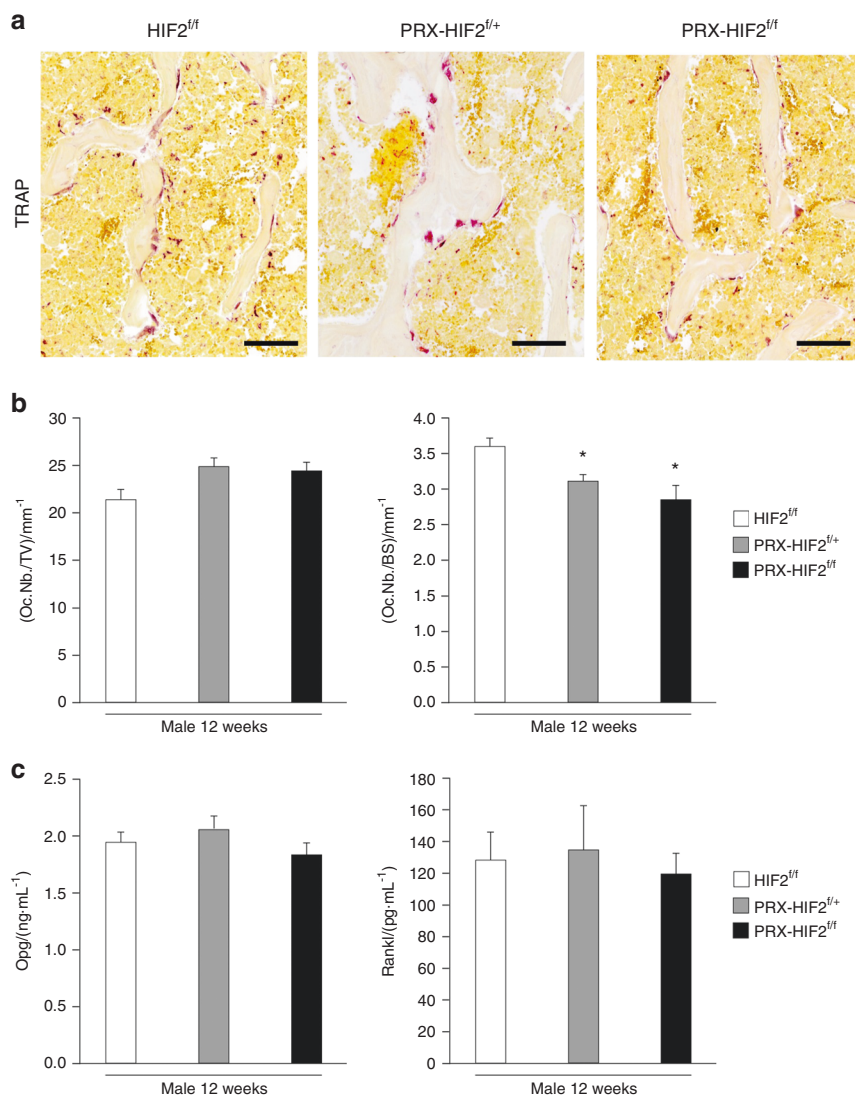 a
HIF2f/f PRX-HIF2f/+ PRX-HIF2f/f
TRAP
b
(Oc.Nb./TV)/mm-1
30
25
20
15
10
5
0
Male 12 weeks
(Oc.Nb./BS)/mm-1
4.0
3.5
3.0
2.5
2.0
1.5
1.0
0.5
0.0
* *
Male 12 weeks
HIF2f/f
PRX-HIF2f/+
PRX-HIF2f/f
c
Opg/(ng·mL-1)
2.5
2.0
1.5
1.0
0.5
0.0
Male 12 weeks
Rankl/(pg·mL-1)
180
160
140
120
100
80
60
40
20
0
Male 12 weeks
HIF2f/f
PRX-HIF2f/+
PRX-HIF2f/f